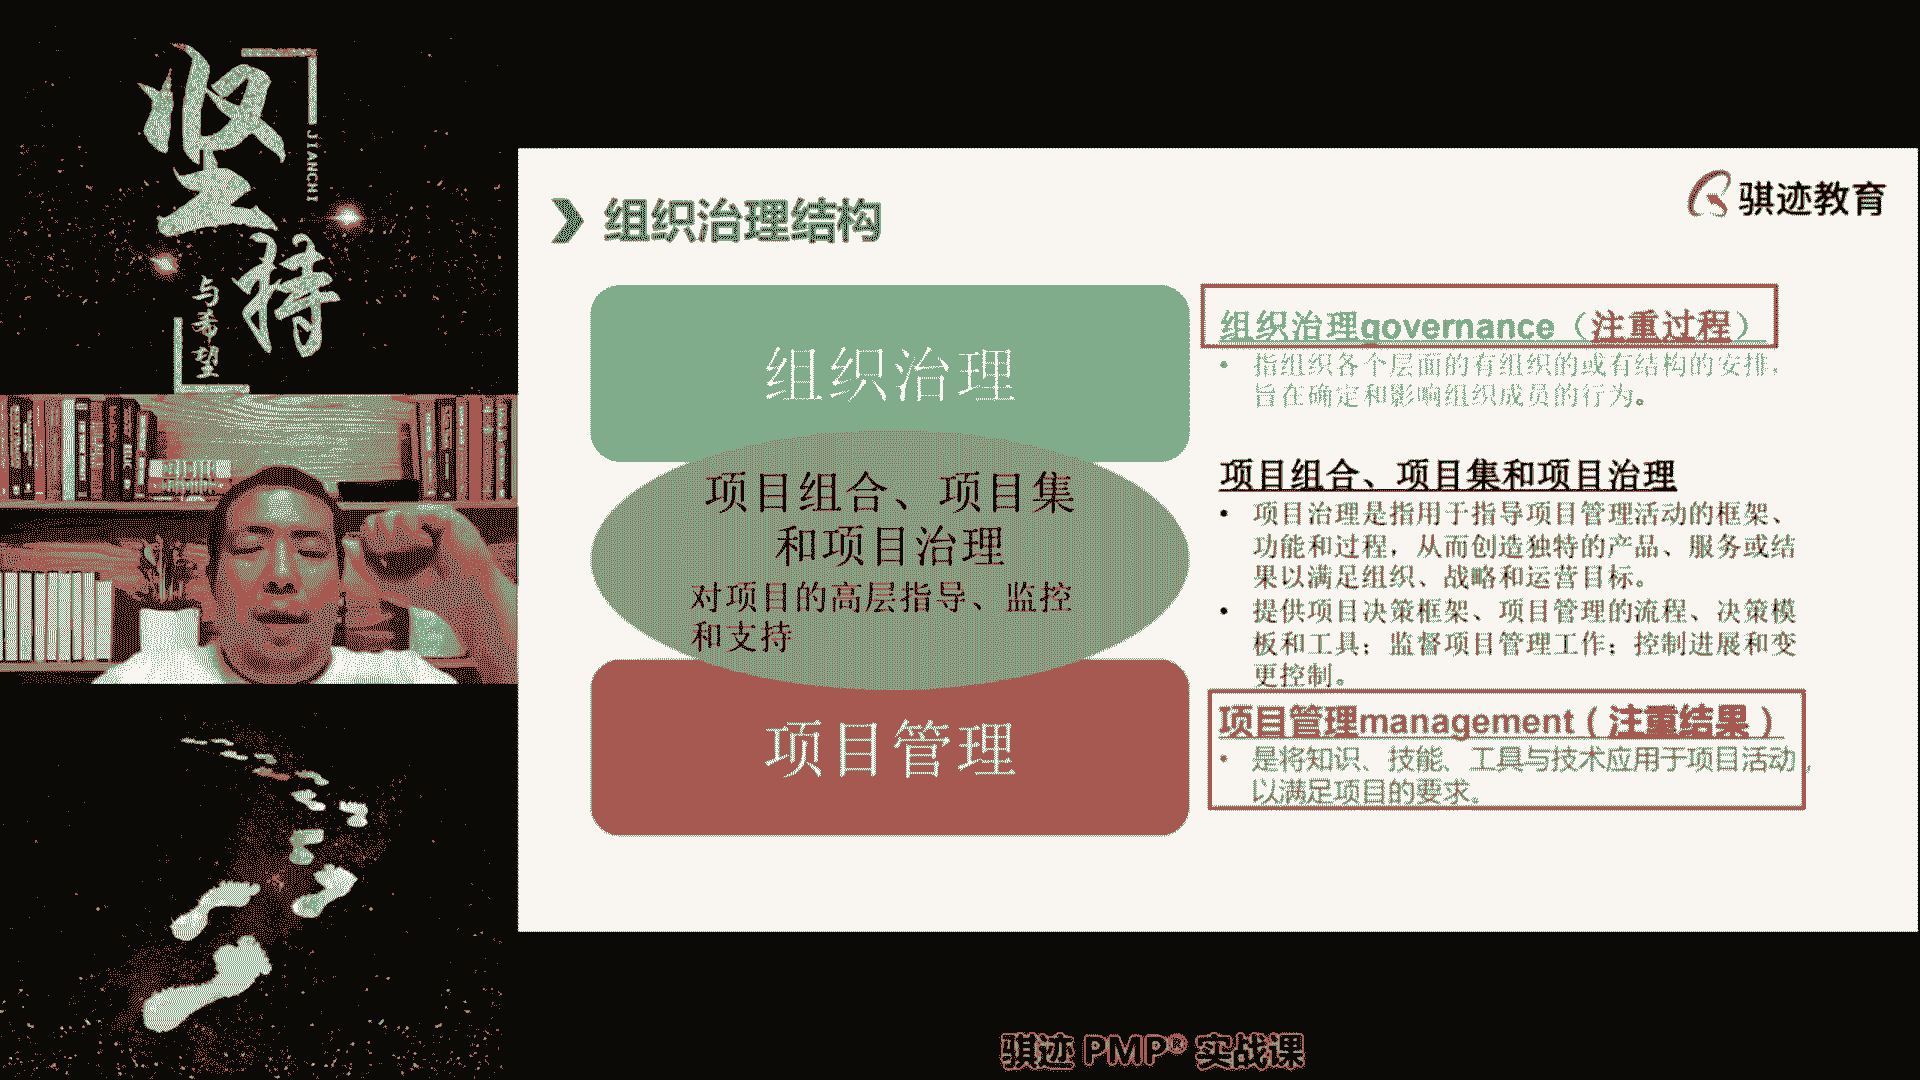 坚持
JIANCHI
与希望
骐迹教育
组织治理结构
组织治理
项目组合、项目集
和项目治理
对项目的高层指导、监控
和支持
项目管理
组织治理governance（注重过程）
• 指组织各个层面的有组织的或有结构的安排，
旨在确定和影响组织成员的行为。
项目组合、项目集和项目治理
• 项目治理是指用于指导项目管理活动的框架、
功能和过程，从而创造独特的产品、服务或结
果以满足组织、战略和运营目标。
• 提供项目决策框架、项目管理的流程、决策模
板和工具；监督项目管理工作；控制进展和变
更控制。
项目管理management（注重结果）
• 是将知识、技能、工具与技术应用于项目活动，
以满足项目的要求。
骐迹 PMP® 实战课